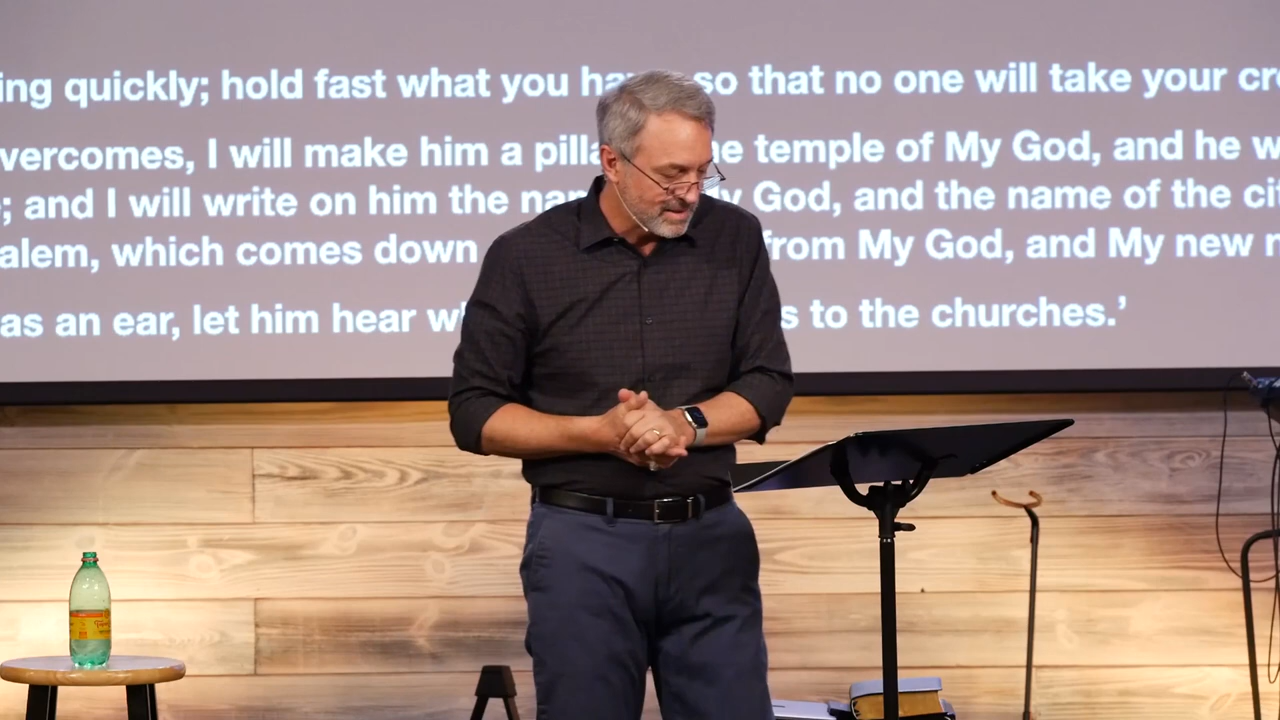 ing quickly; hold fast what you ha so that no one will take your cr
vercomes, I will make him a pilla he temple of My God, and he w
; and I will write on him the nam My God, and the name of the cit
alem, which comes down from My God, and My new n
as an ear, let him hear wh s to the churches.’